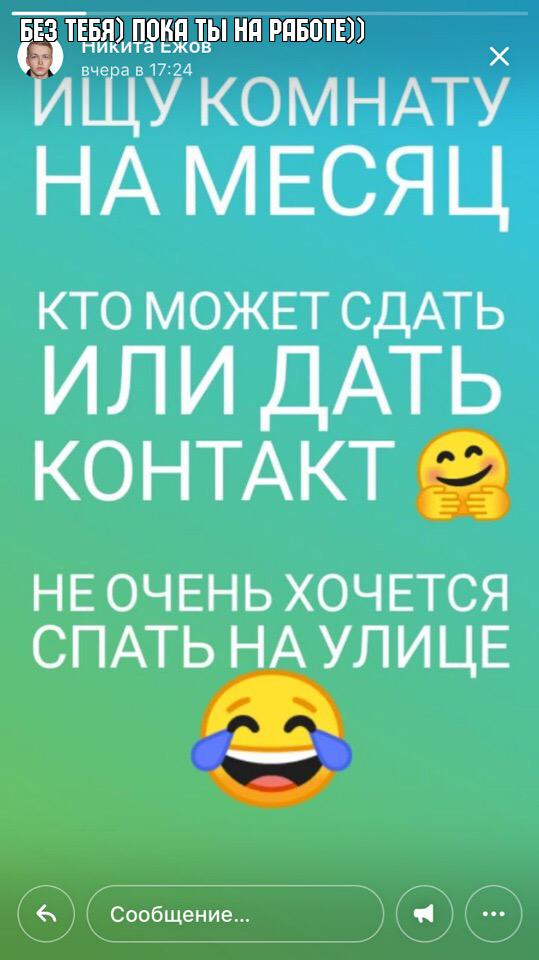 БЕЗ ТЕБЯ) ПОКА ТЫ НА РАБОТЕ))
Никита Ежов
вчера в 17:24
ИЩУ КОМНАТУ
НА МЕСЯЦ
КТО МОЖЕТ СДАТЬ
ИЛИ ДАТЬ
КОНТАКТ 🤗
НЕ ОЧЕНЬ ХОЧЕТСЯ
СПАТЬ НА УЛИЦЕ
😂
Сообщение...